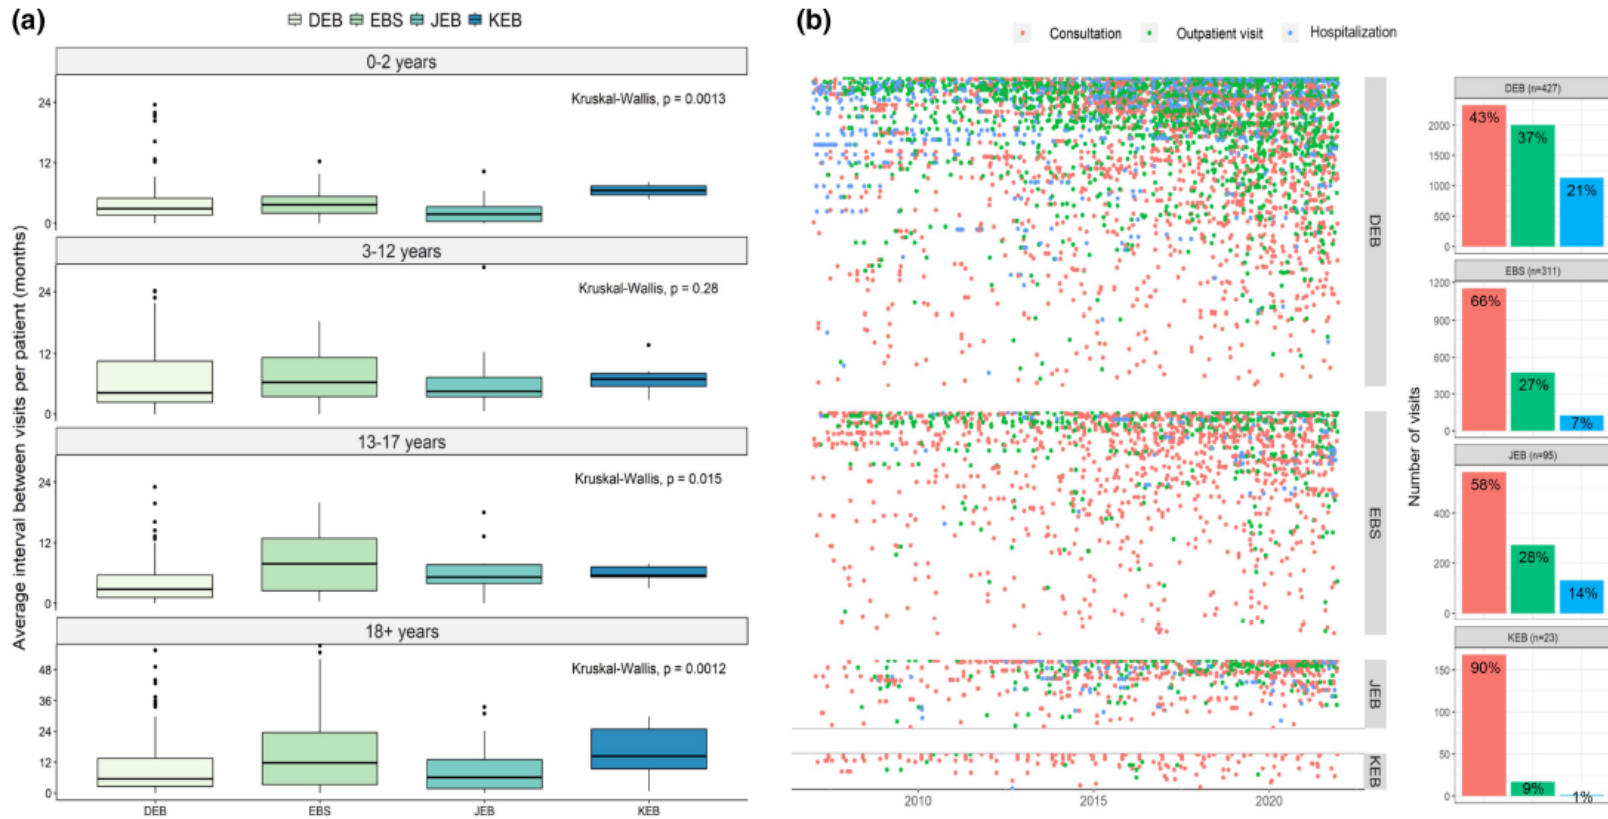 (a)
DEB EBS JEB KEB
Average interval between visits per patient (months)
0-2 years
Kruskal-Wallis, p = 0.0013
24
12
0
3-12 years
Kruskal-Wallis, p = 0.28
24
12
0
13-17 years
Kruskal-Wallis, p = 0.015
24
12
0
18+ years
Kruskal-Wallis, p = 0.0012
48
36
24
12
0
DEB EBS JEB KEB
(b)
Consultation Outpatient visit Hospitalization
DEB
EBS
JEB
KEB
2010 2015 2020
Number of visits
DEB (n=427)
2000
1500
1000
500
0
43%
37%
21%
EBS (n=311)
1200
900
600
300
0
66%
27%
7%
JEB (n=95)
400
200
0
58%
28%
14%
KEB (n=23)
150
100
50
0
90%
9%
1%